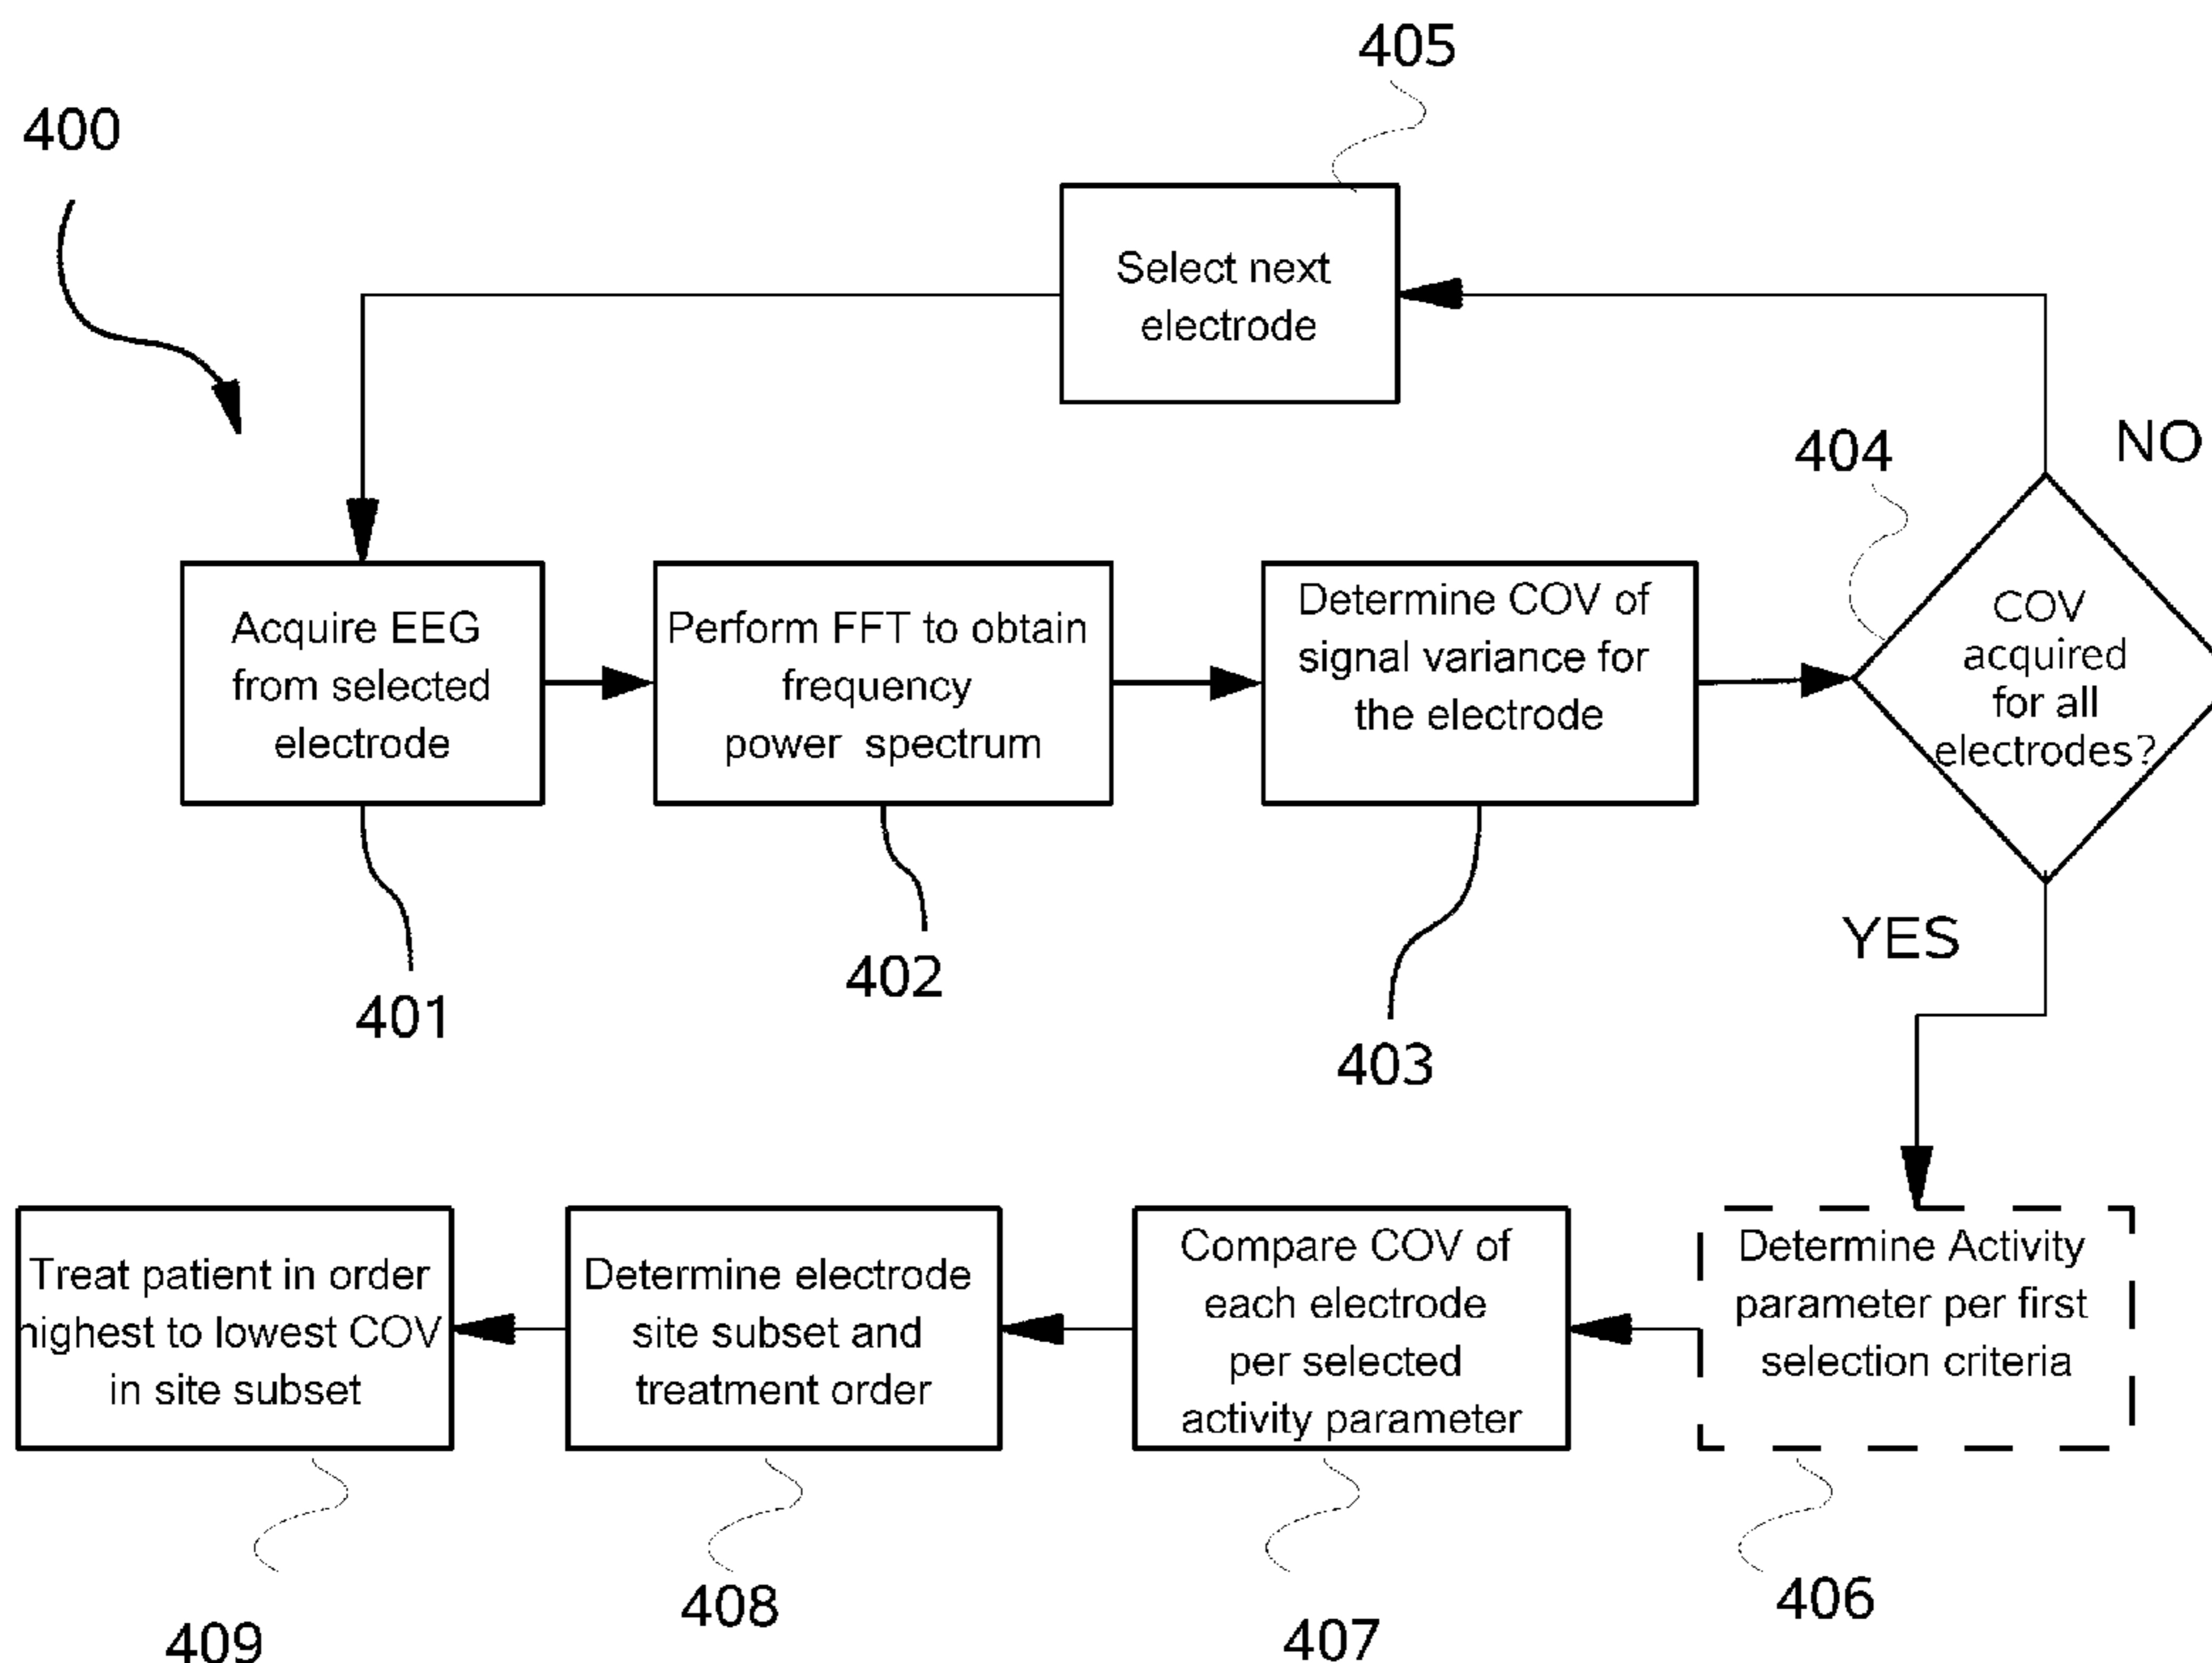 405
400
Select next
electrode
404
NO
Acquire EEG
from selected
electrode
Perform FFT to obtain
frequency
power spectrum
Determine COV of
signal variance for
the electrode
COV
acquired
for all
electrodes?
YES
401
402
403
Treat patient in order
highest to lowest COV
in site subset
Determine electrode
site subset and
treatment order
Compare COV of
each electrode
per selected
activity parameter
Determine Activity
parameter per first
selection criteria
409
408
407
406